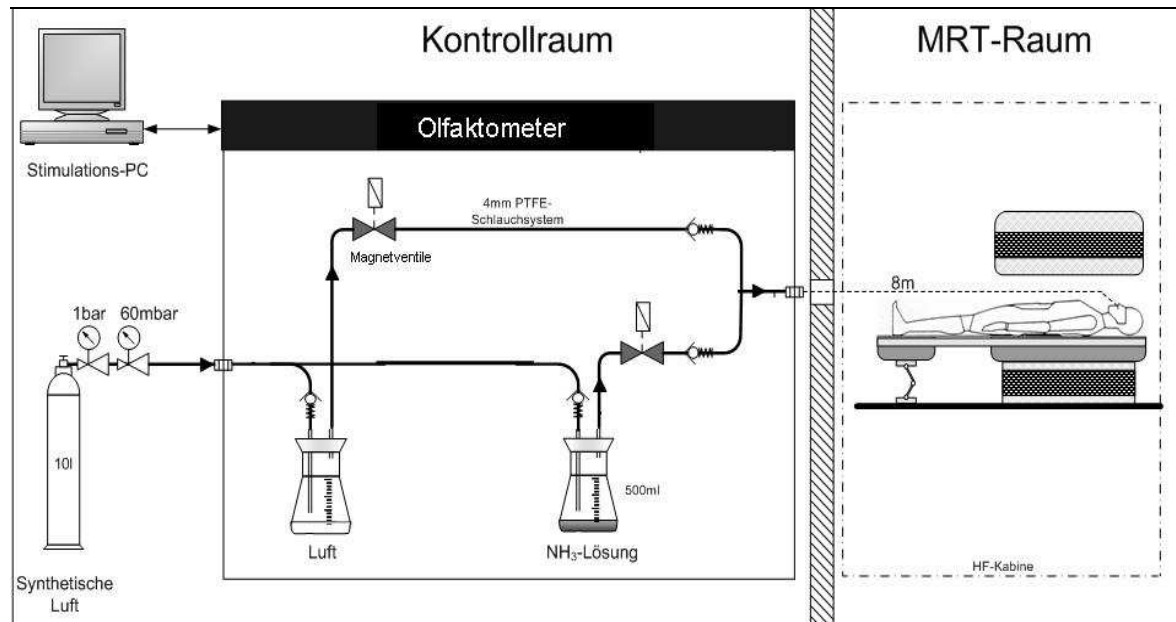 Kontrollraum
MRT-Raum
Olfaktometer
Stimulations-PC
4mm PTFE-
Schlauchsystem
Magnetventile
8m
1bar 60mbar
10l
500ml
Luft
NH₃-Lösung
HF-Kabine
Synthetische
Luft